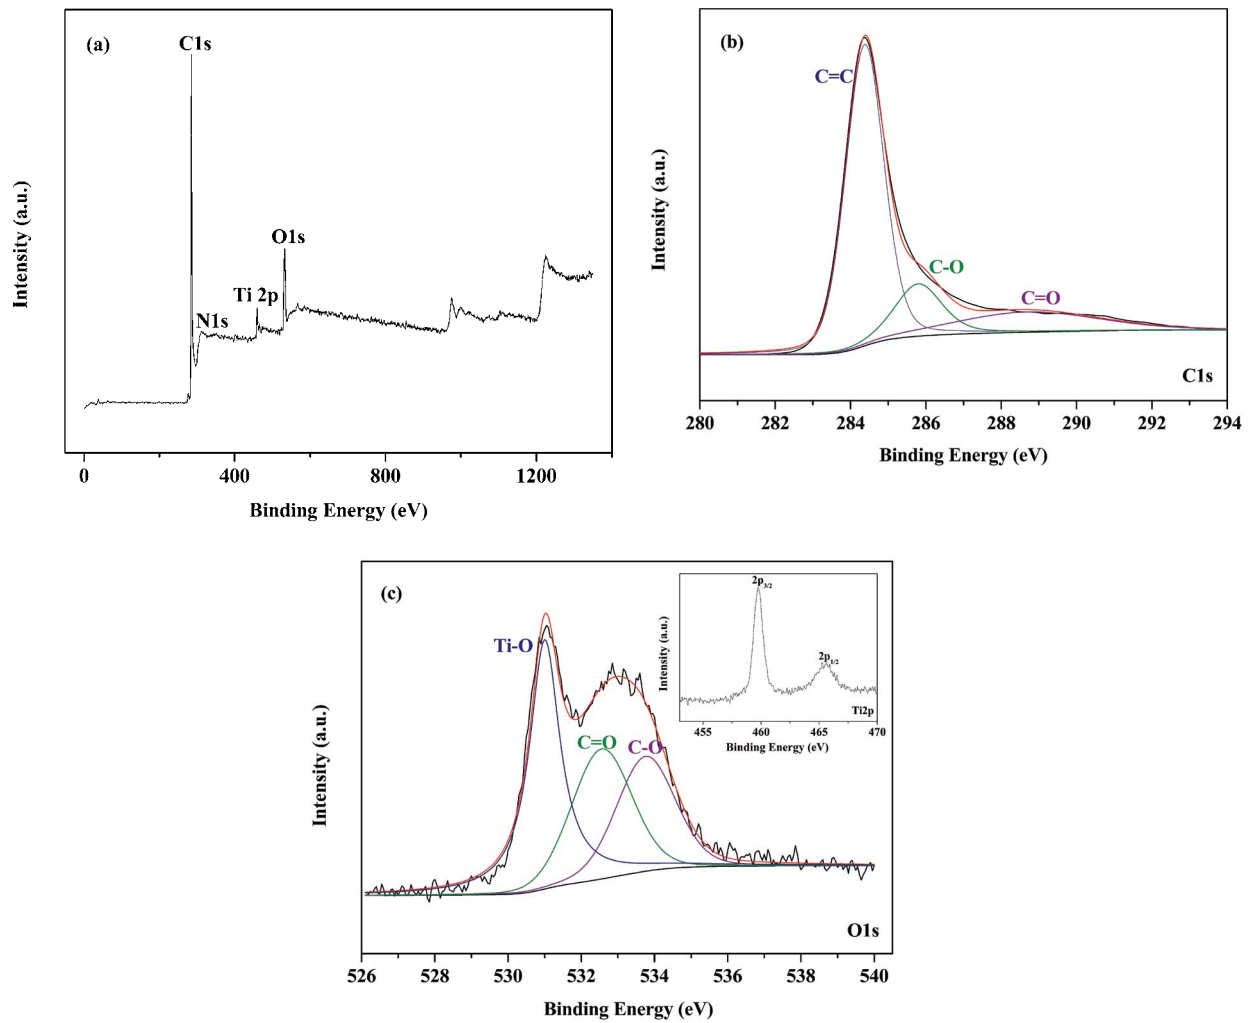 (a)
C1s
N1s
Ti 2p
O1s
Intensity (a.u.)
0 400 800 1200
Binding Energy (eV)
(b)
C=C
C-O
C=O
C1s
Intensity (a.u.)
280 282 284 286 288 290 292 294
Binding Energy (eV)
(c)
Ti-O
C=O
C-O
O1s
Intensity (a.u.)
526 528 530 532 534 536 538 540
Binding Energy (eV)
2p3/2
2p1/2
Ti2p
Intensity (a.u.)
455 460 465 470
Binding Energy (eV)